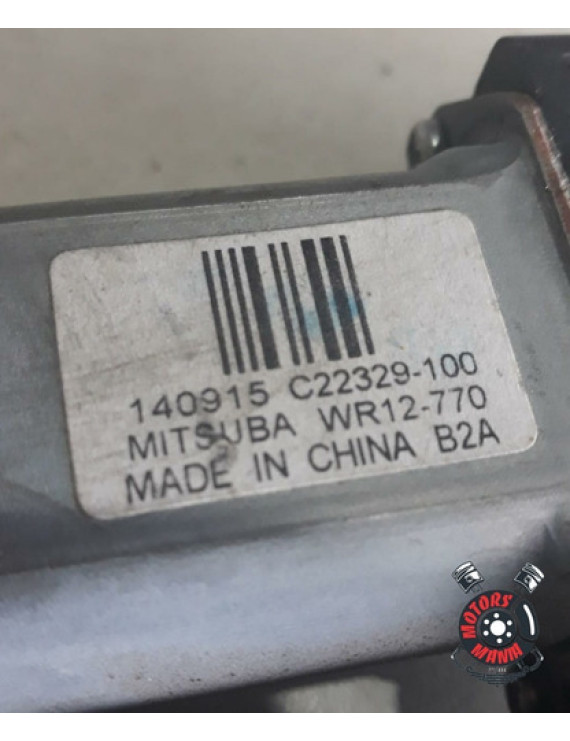 140915 C22329-100
MITSUBA WR12-770
MADE IN CHINA B2A
MOTORS'
MANIA